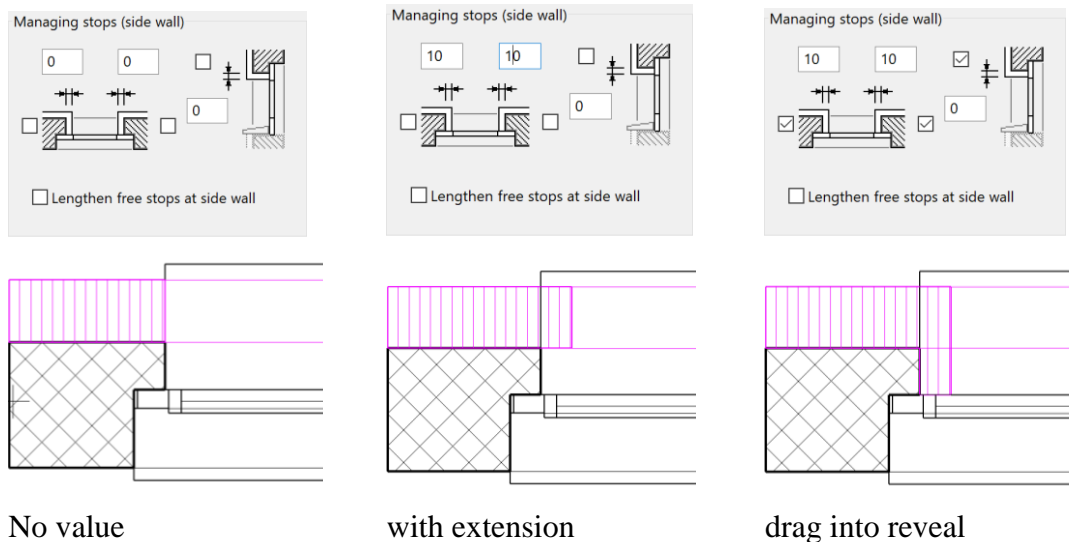 Managing stops (side wall)
0 0
0
Lengthen free stops at side wall
Managing stops (side wall)
10 10
0
Lengthen free stops at side wall
Managing stops (side wall)
10 10
0
Lengthen free stops at side wall
No value
with extension
drag into reveal